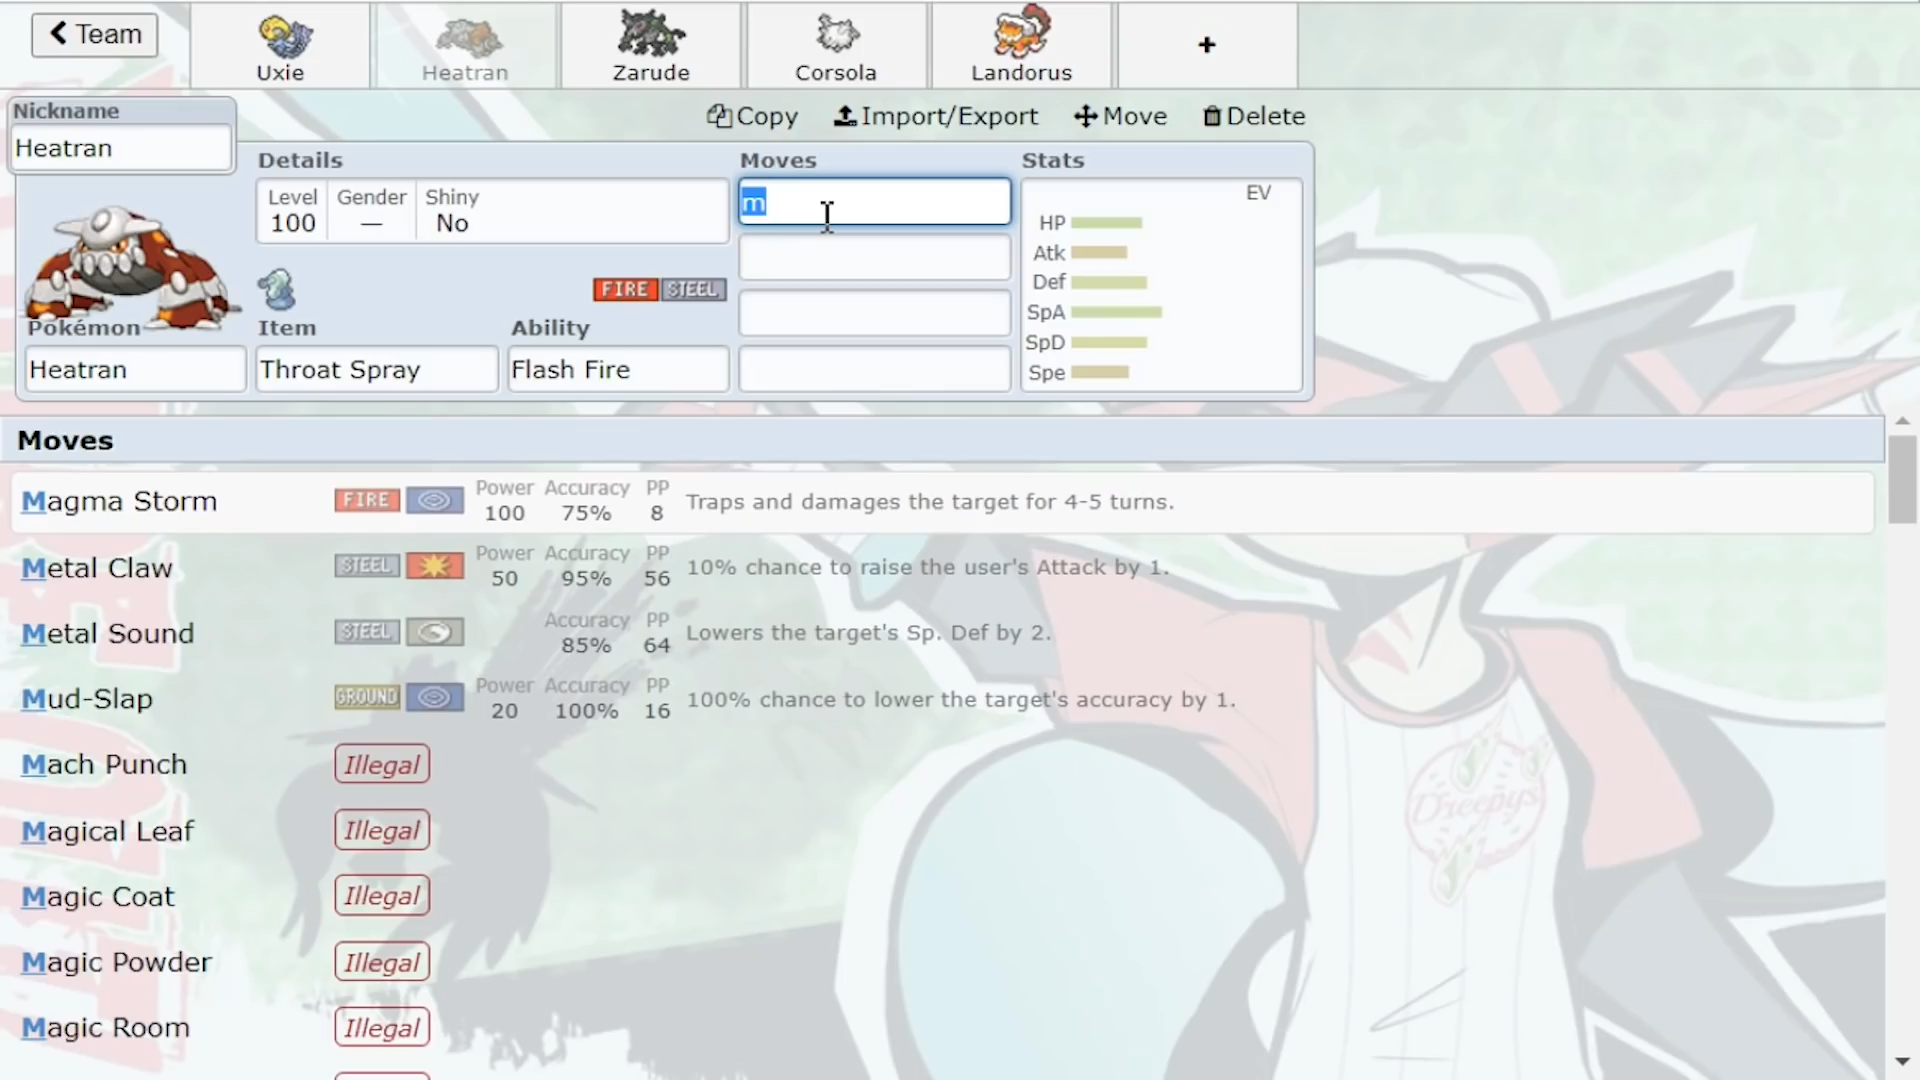 Team
Uxie
Heatran
Zarude
Corsola
Landorus
+
Nickname
Heatran
Copy
Import/Export
Move
Delete
Details
Level
100
Gender
—
Shiny
No
FIRE STEEL
Pokémon
Heatran
Item
Throat Spray
Ability
Flash Fire
Moves
m
Stats
EV
HP
Atk
Def
SpA
SpD
Spe
Moves
Magma Storm FIRE Power 100 Accuracy 75% PP 8 Traps and damages the target for 4-5 turns.
Metal Claw STEEL Power 50 Accuracy 95% PP 56 10% chance to raise the user's Attack by 1.
Metal Sound STEEL Accuracy 85% PP 64 Lowers the target's Sp. Def by 2.
Mud-Slap GROUND Power 20 Accuracy 100% PP 16 100% chance to lower the target's accuracy by 1.
Mach Punch Illegal
Magical Leaf Illegal
Magic Coat Illegal
Magic Powder Illegal
Magic Room Illegal
Dreepy's